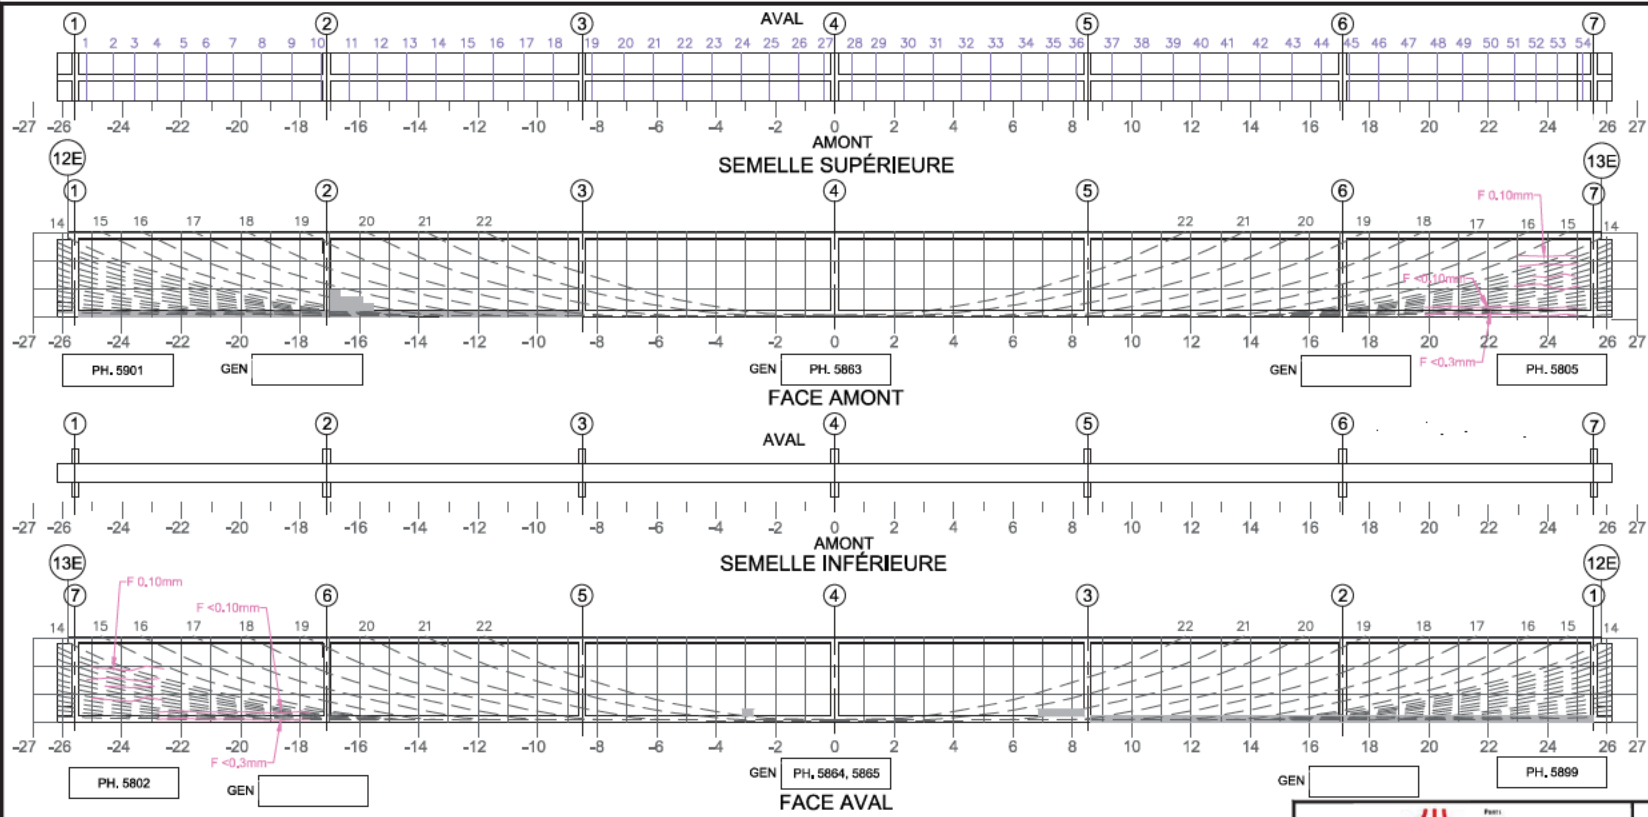 AVAL
1 2 3 4 5 6 7
1 2 3 4 5 6 7 8 9 10 11 12 13 14 15 16 17 18 19 20 21 22 23 24 25 26 27 28 29 30 31 32 33 34 35 36 37 38 39 40 41 42 43 44 45 46 47 48 49 50 51 52 53 54
-27 -26 -24 -22 -20 -18 -16 -14 -12 -10 -8 -6 -4 -2 0 2 4 6 8 10 12 14 16 18 20 22 24 26 27
AMONT
SEMELLE SUPÉRIEURE
12E 13E
1 2 3 4 5 6 7
F 0.10mm
14 15 16 17 18 19 20 21 22 22 21 20 19 18 17 16 15 14
F <0.10mm
-27 -26 -24 -22 -20 -18 -16 -14 -12 -10 -8 -6 -4 -2 0 2 4 6 8 10 12 14 16 18 20 22 24 26 27
F <0.3mm
PH. 5901 GEN GEN PH. 5863 GEN PH. 5805
FACE AMONT
1 2 3 4 5 6 7
AVAL
-27 -26 -24 -22 -20 -18 -16 -14 -12 -10 -8 -6 -4 -2 0 2 4 6 8 10 12 14 16 18 20 22 24 26 27
AMONT
SEMELLE INFÉRIEURE
13E 12E
F 0.10mm
7 6 5 4 3 2 1
F <0.10mm
14 15 16 17 18 19 20 21 22 22 21 20 19 18 17 16 15 14
-27 -26 -24 -22 -20 -18 -16 -14 -12 -10 -8 -6 -4 -2 0 2 4 6 8 10 12 14 16 18 20 22 24 26 27
F <0.3mm
PH. 5802 GEN GEN PH. 5864, 5865 GEN PH. 5899
FACE AVAL